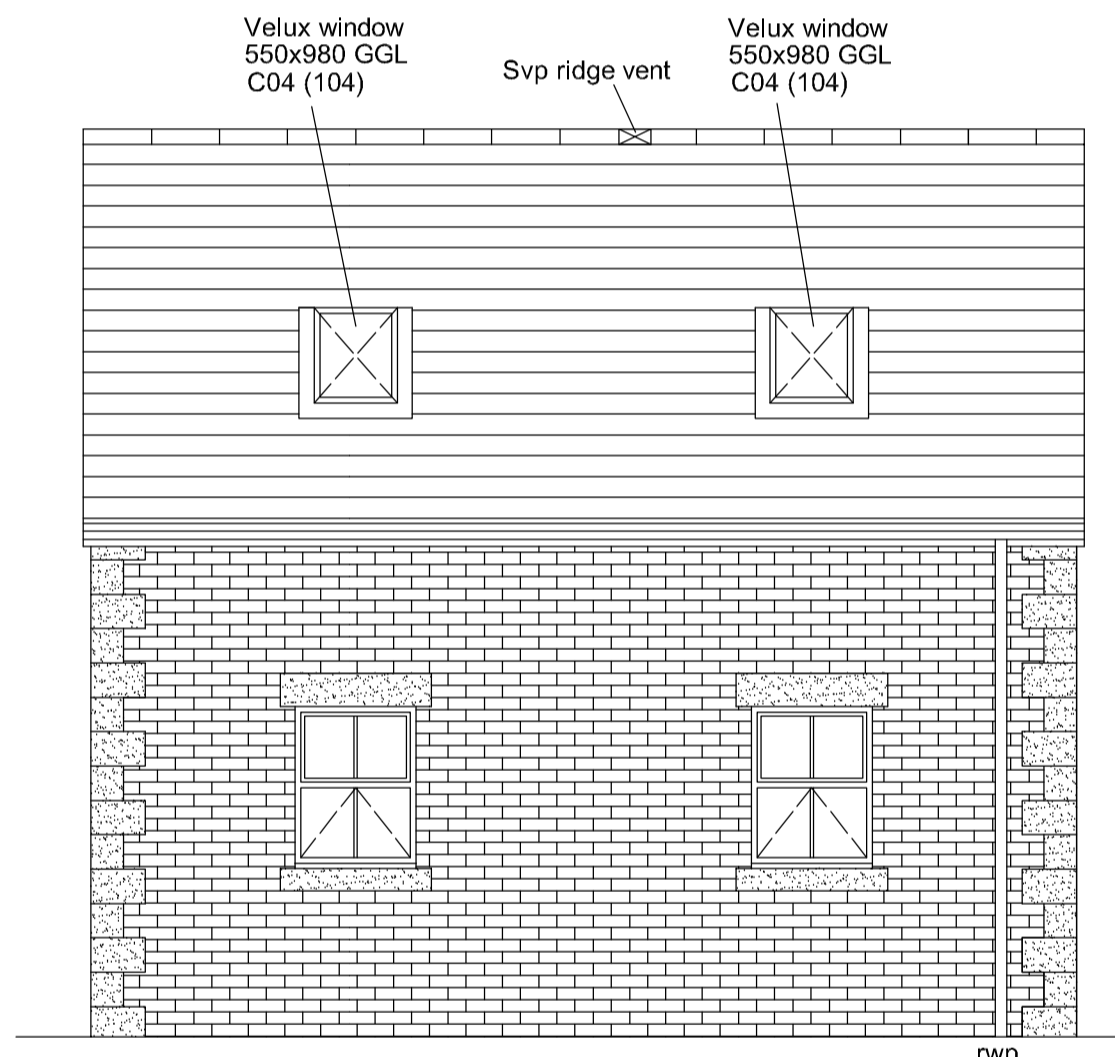 Velux window
550x980 GGL
C04 (104)
Svp ridge vent
Velux window
550x980 GGL
C04 (104)
rwp